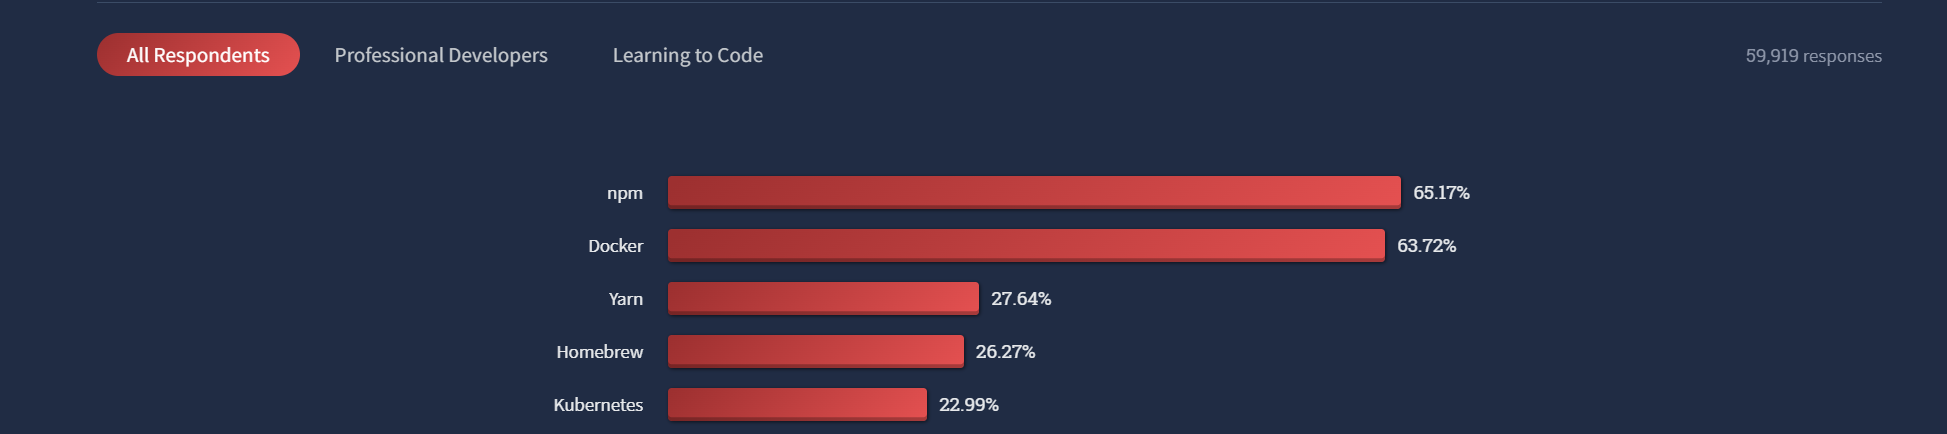 All Respondents Professional Developers Learning to Code 59,919 responses
npm 65.17%
Docker 63.72%
Yarn 27.64%
Homebrew 26.27%
Kubernetes 22.99%